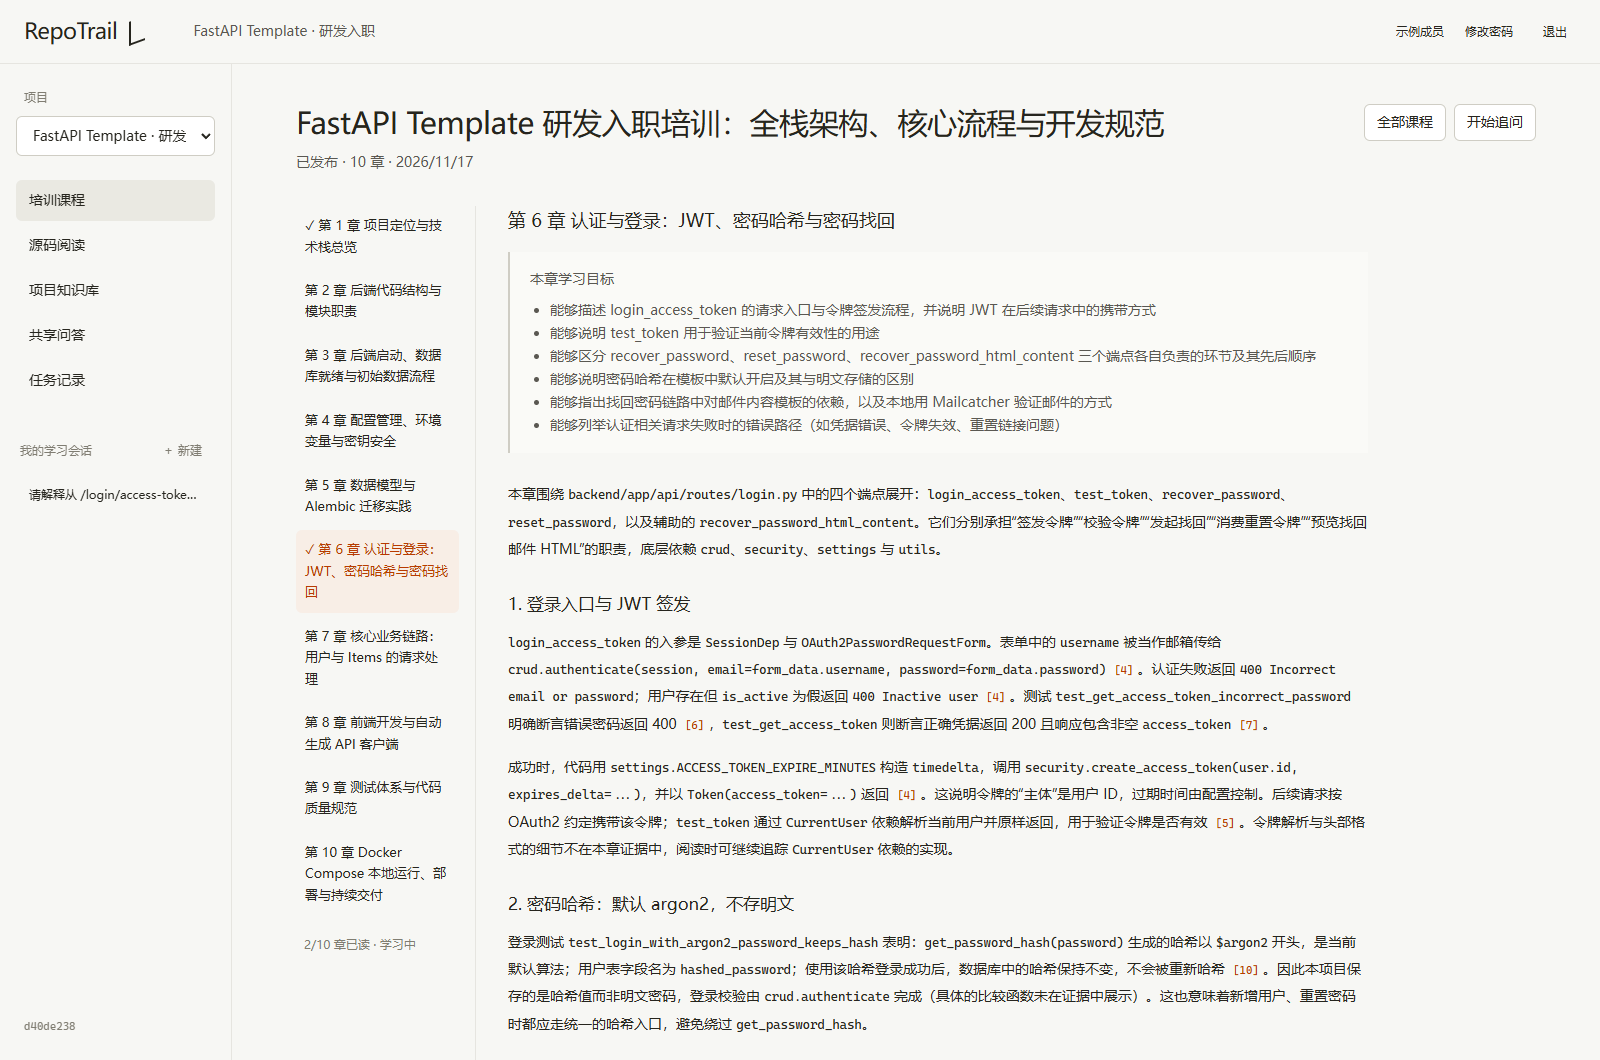 RepoTrail
FastAPI Template · 研发入职
示例成员
修改密码
退出
项目
FastAPI Template · 研发
培训课程
源码阅读
项目知识库
共享问答
任务记录
我的学习会话
+ 新建
请解释从 /login/access-toke...
d40de238
FastAPI Template 研发入职培训：全栈架构、核心流程与开发规范
已发布 · 10 章 · 2026/11/17
全部课程
开始追问
✓ 第 1 章 项目定位与技
术栈总览
第 2 章 后端代码结构与
模块职责
第 3 章 后端启动、数据
库就绪与初始数据流程
第 4 章 配置管理、环境
变量与密钥安全
第 5 章 数据模型与
Alembic 迁移实践
✓ 第 6 章 认证与登录：
JWT、密码哈希与密码找
回
第 7 章 核心业务链路：
用户与 Items 的请求处
理
第 8 章 前端开发与自动
生成 API 客户端
第 9 章 测试体系与代码
质量规范
第 10 章 Docker
Compose 本地运行、部
署与持续交付
2/10 章已读 · 学习中
第 6 章 认证与登录：JWT、密码哈希与密码找回
本章学习目标
• 能够描述 login_access_token 的请求入口与令牌签发流程，并说明 JWT 在后续请求中的携带方式
• 能够说明 test_token 用于验证当前令牌有效性的用途
• 能够区分 recover_password、reset_password、recover_password_html_content 三个端点各自负责的环节及其先后顺序
• 能够说明密码哈希在模板中默认开启及其与明文存储的区别
• 能够指出找回密码链路中对邮件内容模板的依赖，以及本地用 Mailcatcher 验证邮件的方式
• 能够列举认证相关请求失败时的错误路径（如凭据错误、令牌失效、重置链接问题）
本章围绕 backend/app/api/routes/login.py 中的四个端点展开：login_access_token、test_token、recover_password、
reset_password，以及辅助的 recover_password_html_content。它们分别承担“签发令牌”“校验令牌”“发起找回”“消费重置令牌”“预览找回
邮件 HTML”的职责，底层依赖 crud、security、settings 与 utils。
1. 登录入口与 JWT 签发
login_access_token 的入参是 SessionDep 与 OAuth2PasswordRequestForm。表单中的 username 被当作邮箱传给
crud.authenticate(session, email=form_data.username, password=form_data.password) [4]。认证失败返回 400 Incorrect
email or password；用户存在但 is_active 为假返回 400 Inactive user [4]。测试 test_get_access_token_incorrect_password
明确断言错误密码返回 400 [6]，test_get_access_token 则断言正确凭据返回 200 且响应包含非空 access_token [7]。
成功时，代码用 settings.ACCESS_TOKEN_EXPIRE_MINUTES 构造 timedelta，调用 security.create_access_token(user.id,
expires_delta=...)，并以 Token(access_token=...) 返回 [4]。这说明令牌的“主体”是用户 ID，过期时间由配置控制。后续请求按
OAuth2 约定携带该令牌；test_token 通过 CurrentUser 依赖解析当前用户并原样返回，用于验证令牌是否有效 [5]。令牌解析与头部格
式的细节不在本章证据中，阅读时可继续追踪 CurrentUser 依赖的实现。
2. 密码哈希：默认 argon2，不存明文
登录测试 test_login_with_argon2_password_keeps_hash 表明：get_password_hash(password) 生成的哈希以 $argon2 开头，是当前
默认算法；用户表字段名为 hashed_password；使用该哈希登录成功后，数据库中的哈希保持不变，不会被重新哈希 [10]。因此本项目保
存的是哈希值而非明文密码，登录校验由 crud.authenticate 完成（具体的比较函数未在证据中展示）。这也意味着新增用户、重置密码
时都应走统一的哈希入口，避免绕过 get_password_hash。